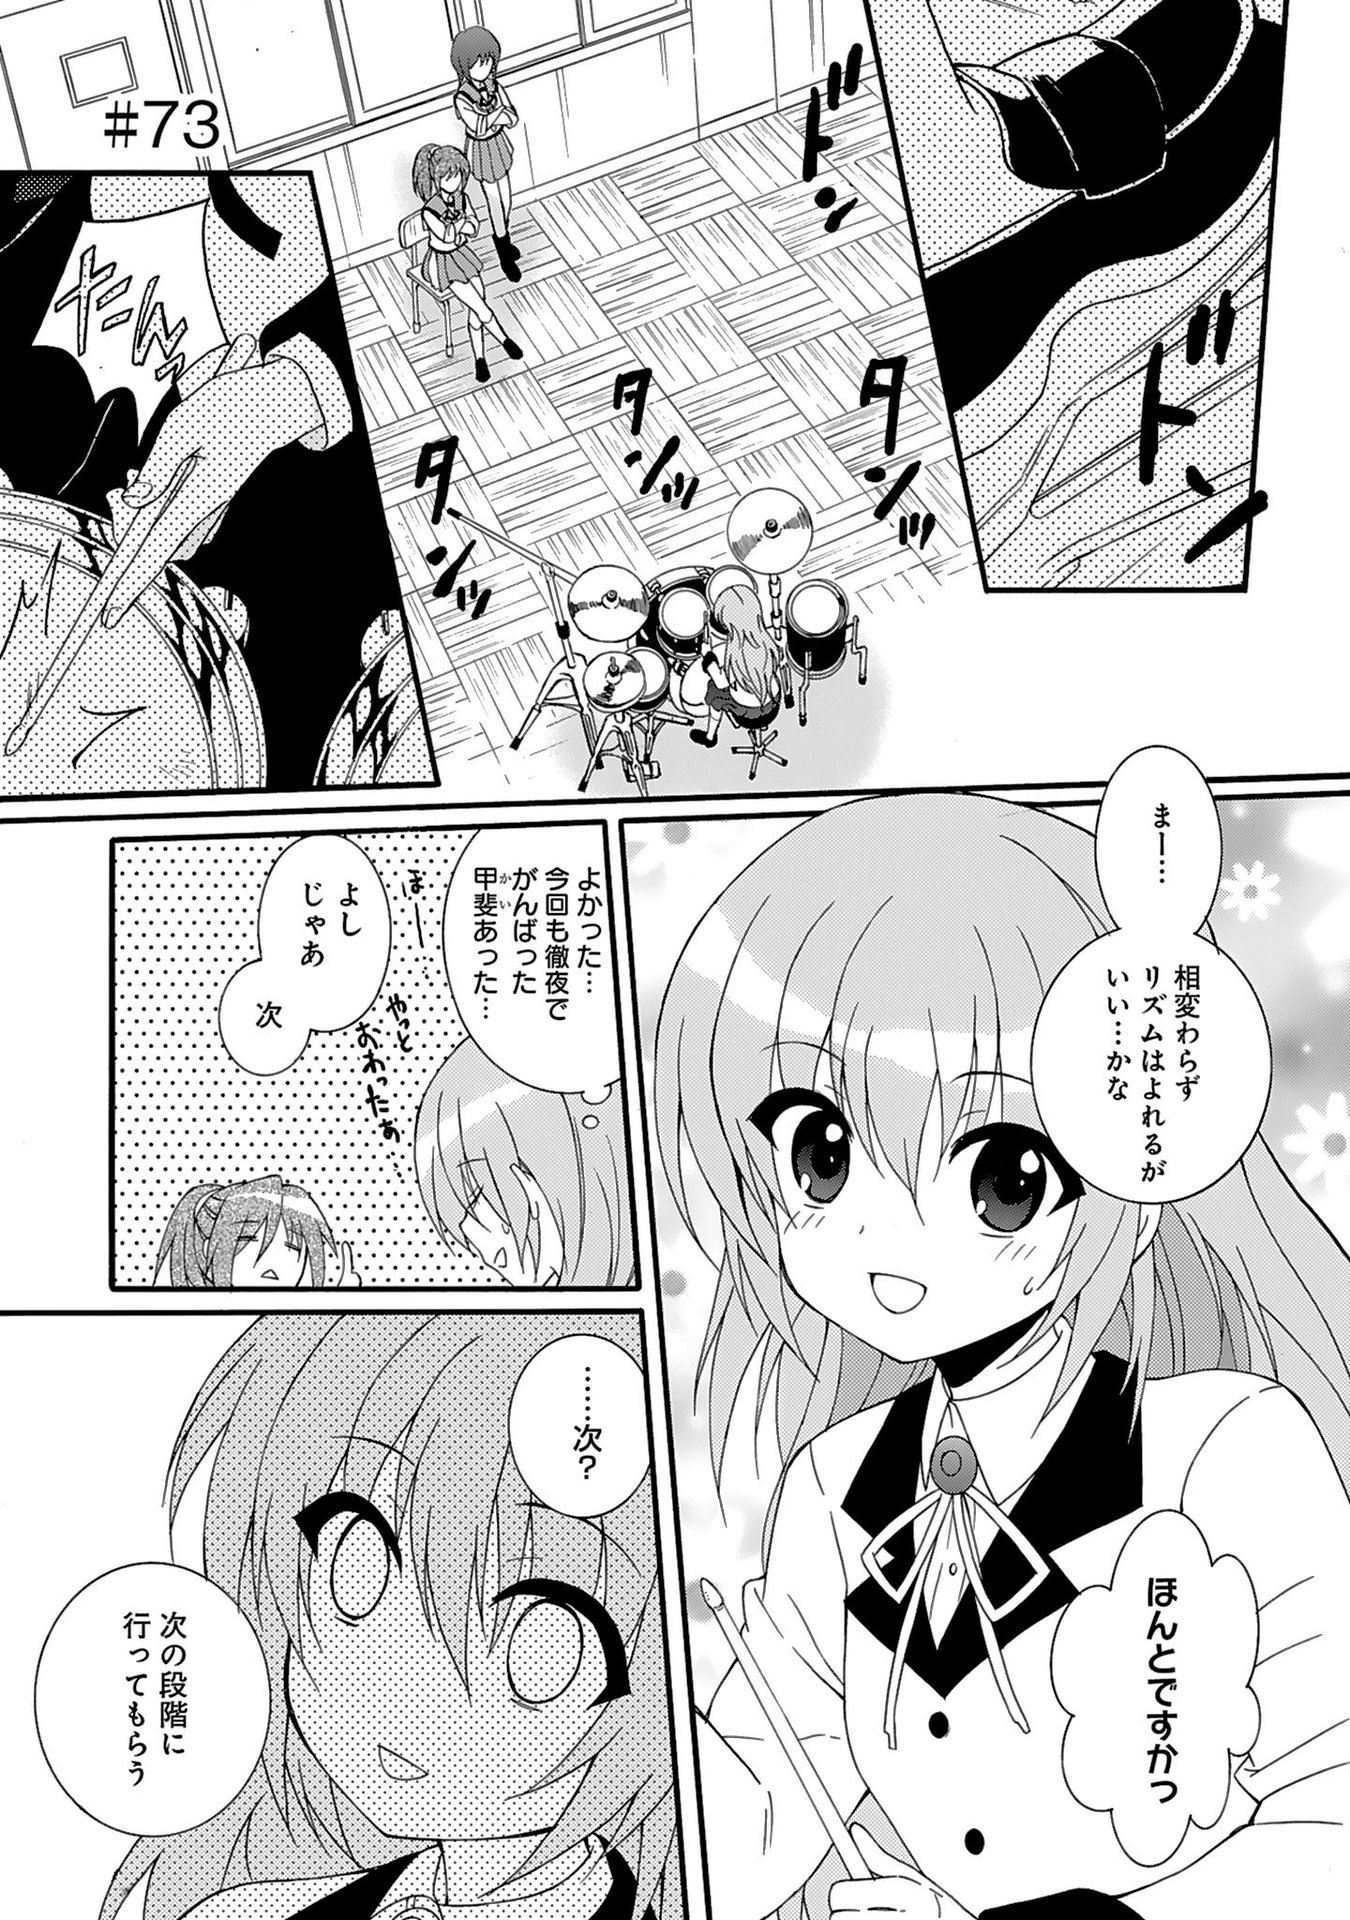 #73
ドン
ドン
タンッ
タンッ
タンッ
たんっ
まー…
相変わらず
リズムはよれるが
いい…かな
ほんとですかっ
よかった…
今回も徹夜で
がんばった
甲斐あった…
かい
ほー
やっと
おわったぁ…
よし
じゃあ
次
……次？
次の段階に
行ってもらう